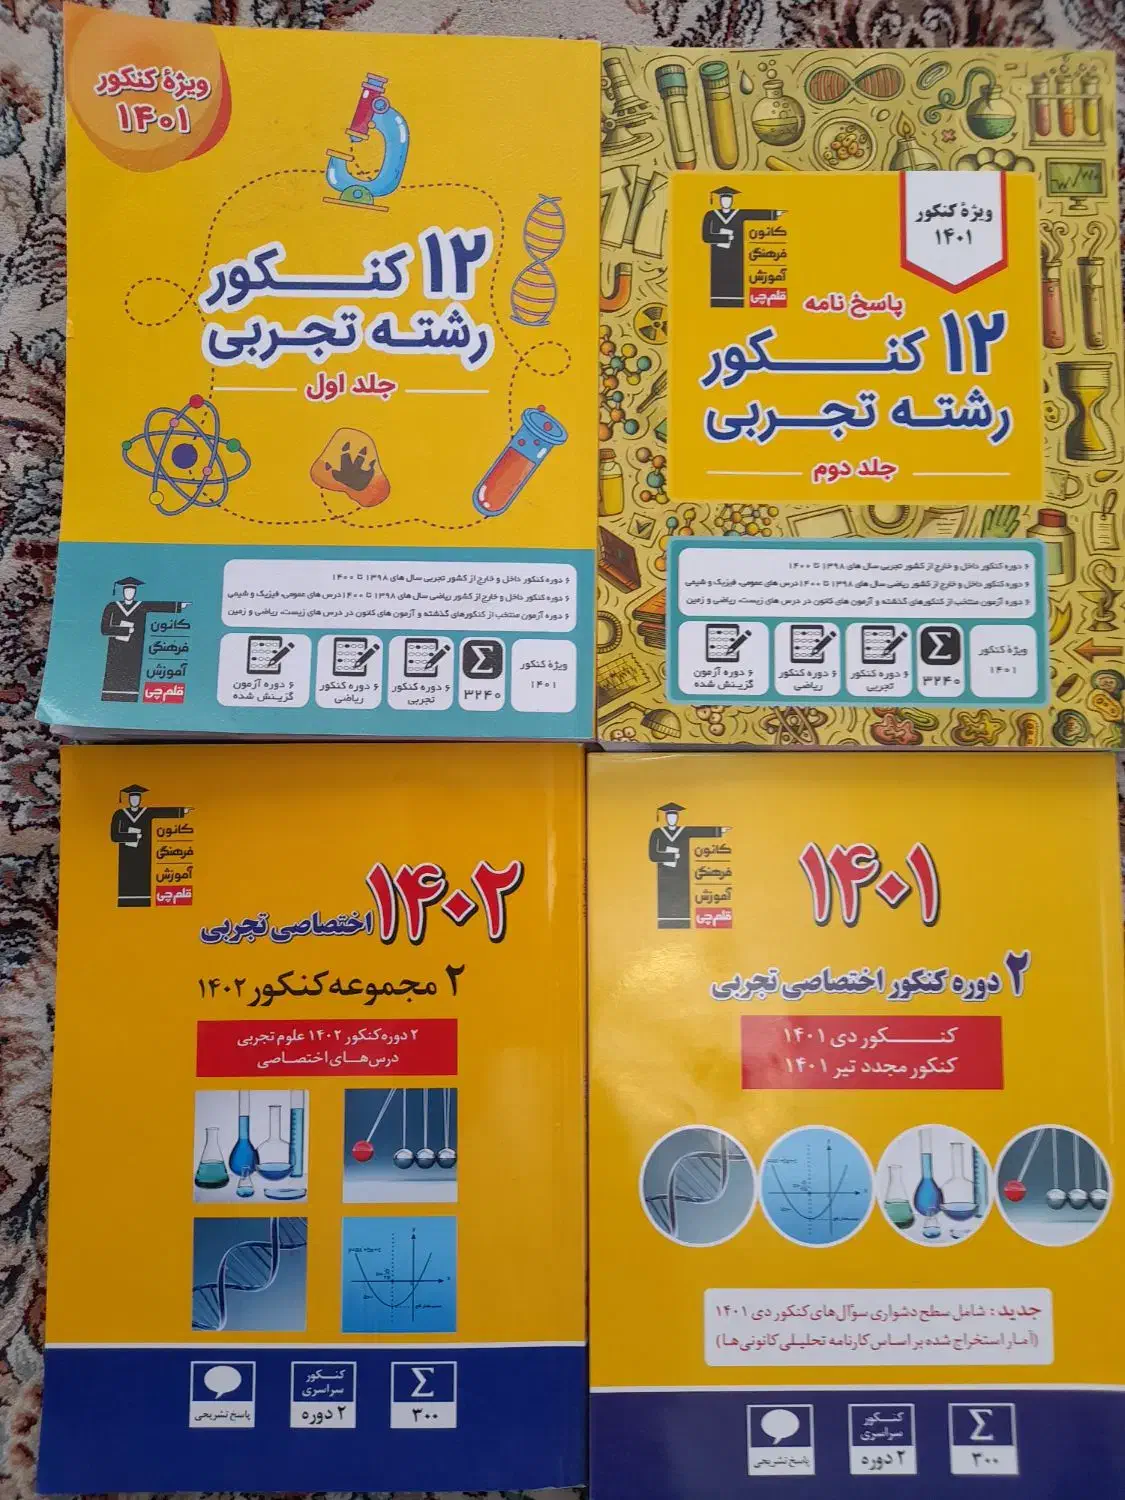 ویژهٔ کنکور
۱۴۰۱
۱۲ کنکور
رشته تجربی
جلد اول
۶ دوره کنکور داخل و خارج از کشور تجربی سال های ۱۳۹۸ تا ۱۴۰۰
۶ دوره کنکور داخل و خارج از کشور ریاضی سال های ۱۳۹۸ تا ۱۴۰۰درس های عمومی، فیزیک و شیمی
۶ دوره آزمون منتخب از کنکورهای گذشته و آزمون های کانون در درس های زیست، ریاضی و زمین
کانون
فرهنگی
آموزش
قلم‌چی
ویژهٔ کنکور
۱۴۰۱
Σ
۳۲۴۰
۶ دوره کنکور
تجربی
۶ دوره کنکور
ریاضی
۶ دوره آزمون
گزینش شده
کانون
فرهنگی
آموزش
قلم‌چی
ویژهٔ کنکور
۱۴۰۱
پاسخ نامه
۱۲ کنکور
رشته تجربی
جلد دوم
۶ دوره کنکور داخل و خارج از کشور تجربی سال های ۱۳۹۸ تا ۱۴۰۰
۶ دوره کنکور داخل و خارج از کشور ریاضی سال های ۱۳۹۸ تا ۱۴۰۰ درس های عمومی، فیزیک و شیمی
۶ دوره آزمون منتخب از کنکورهای گذشته و آزمون های کانون در درس های زیست، ریاضی و زمین
ویژهٔ کنکور
۱۴۰۱
Σ
۳۲۴۰
۶ دوره کنکور
تجربی
۶ دوره کنکور
ریاضی
۶ دوره آزمون
گزینش شده
کانون
فرهنگی
آموزش
قلم‌چی
۱۴۰۲
اختصاصی تجربی
۲ مجموعه کنکور ۱۴۰۲
۲ دوره کنکور ۱۴۰۲ علوم تجربی
درس‌های اختصاصی
Σ
۳۰۰
کنکور
سراسری
۲ دوره
پاسخ تشریحی
کانون
فرهنگی
آموزش
قلم‌چی
۱۴۰۱
۲ دوره کنکور اختصاصی تجربی
کنکور دی ۱۴۰۱
کنکور مجدد تیر ۱۴۰۱
جدید: شامل سطح دشواری سؤال‌های کنکور دی ۱۴۰۱
(آمار استخراج شده بر اساس کارنامه تحلیلی کانونی‌ها)
Σ
۳۰۰
کنکور
سراسری
۲ دوره
پاسخ تشریحی